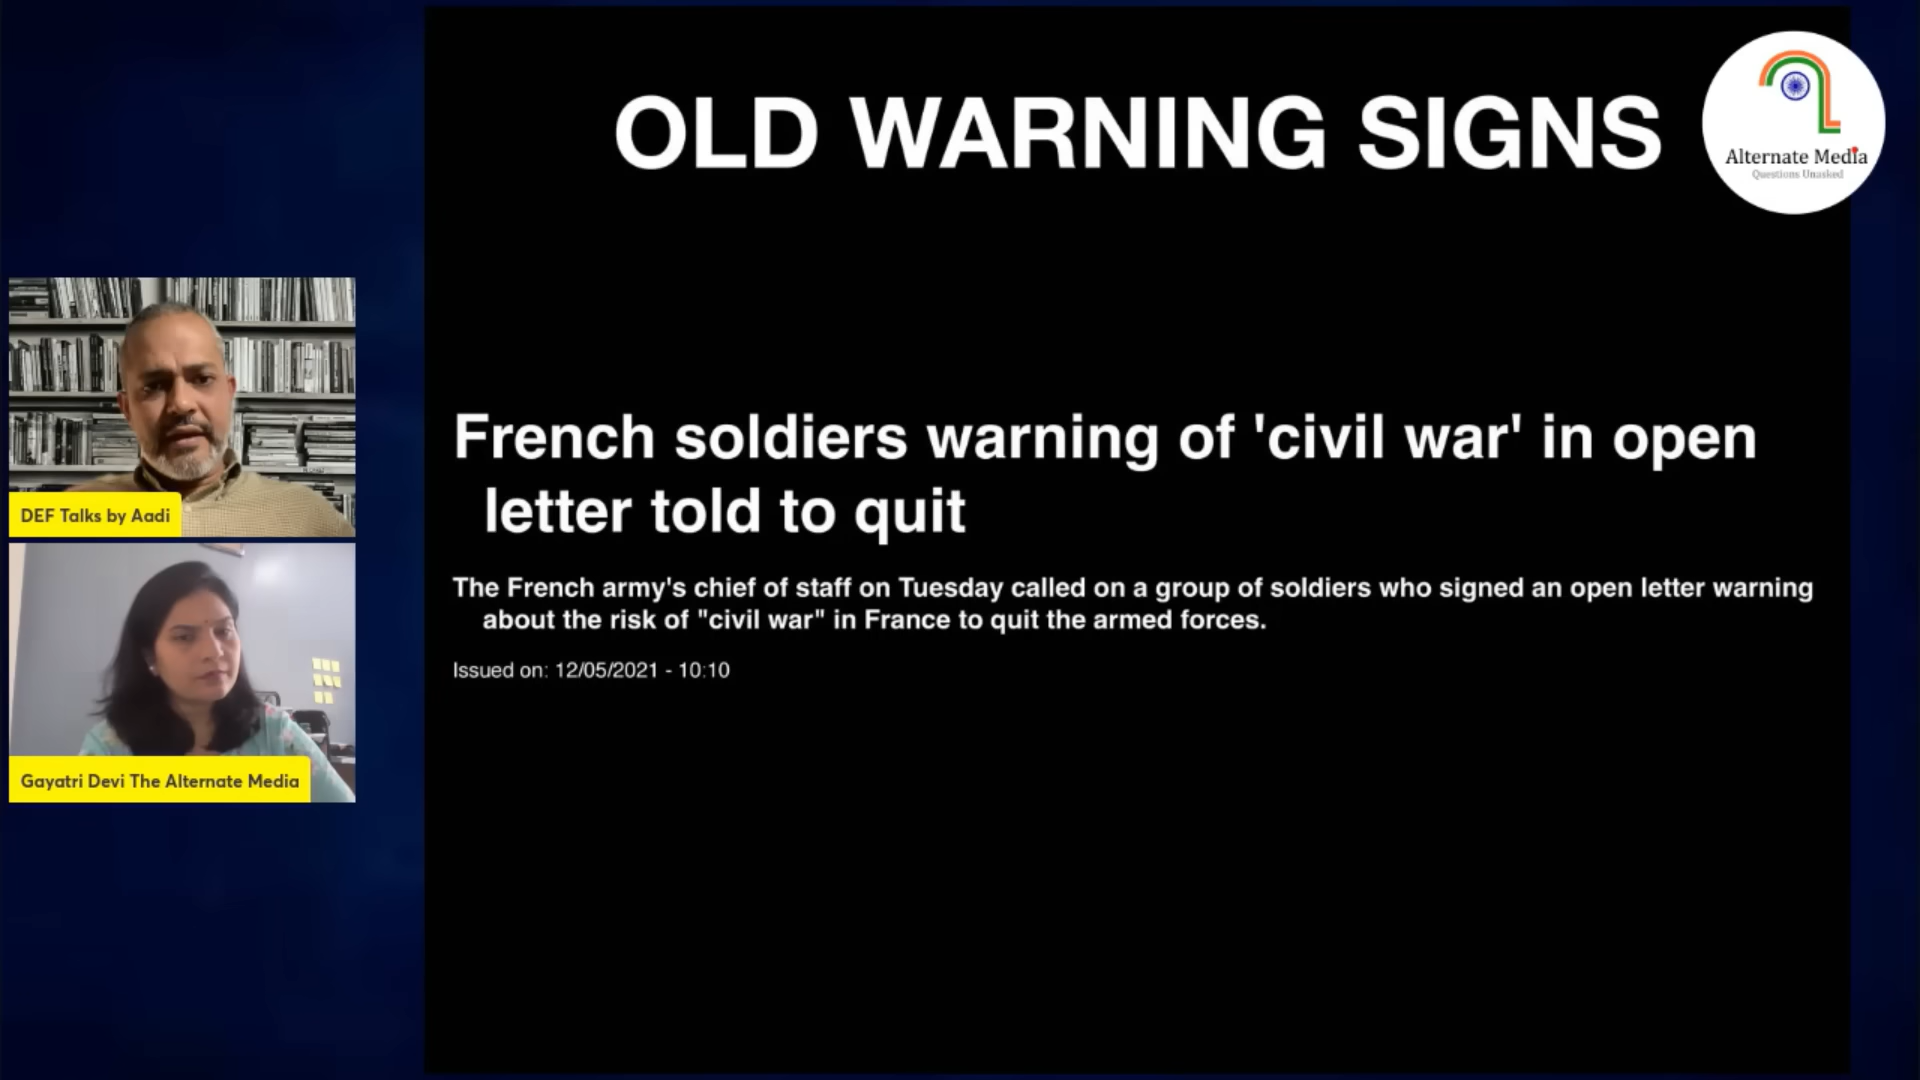 OLD WARNING SIGNS
Alternate Media
Questions Unasked
French soldiers warning of 'civil war' in open
letter told to quit
The French army's chief of staff on Tuesday called on a group of soldiers who signed an open letter warning
about the risk of "civil war" in France to quit the armed forces.
Issued on: 12/05/2021 - 10:10
DEF Talks by Aadi
Gayatri Devi The Alternate Media